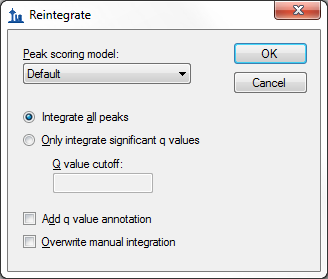 Reintegrate
Peak scoring model:
Default
OK
Cancel
Integrate all peaks
Only integrate significant q values
Q value cutoff:
Add q value annotation
Overwrite manual integration